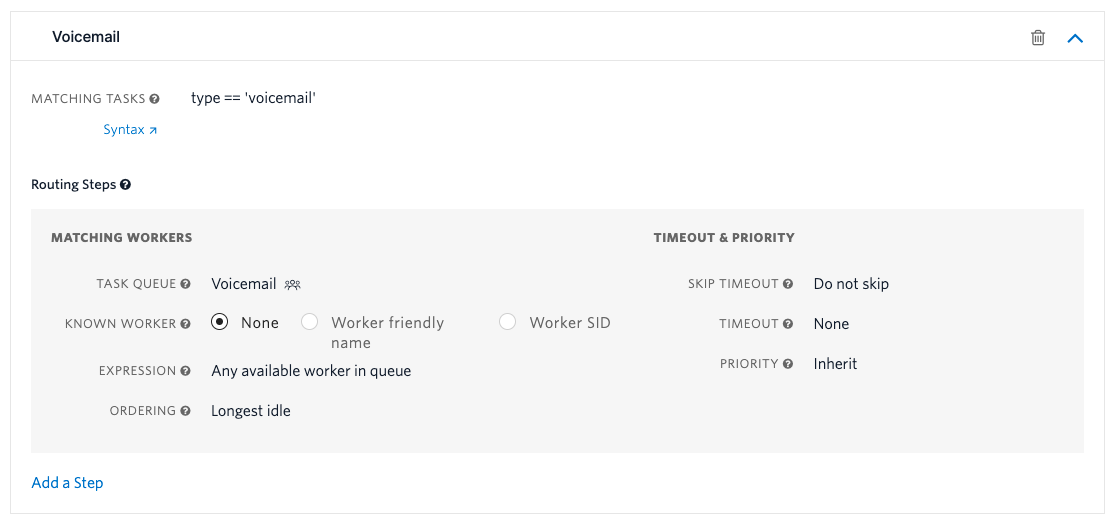 Voicemail
MATCHING TASKS
type == 'voicemail'
Syntax
Routing Steps
MATCHING WORKERS
TASK QUEUE
Voicemail
KNOWN WORKER
None
Worker friendly
name
Worker SID
EXPRESSION
Any available worker in queue
ORDERING
Longest idle
TIMEOUT & PRIORITY
SKIP TIMEOUT
Do not skip
TIMEOUT
None
PRIORITY
Inherit
Add a Step